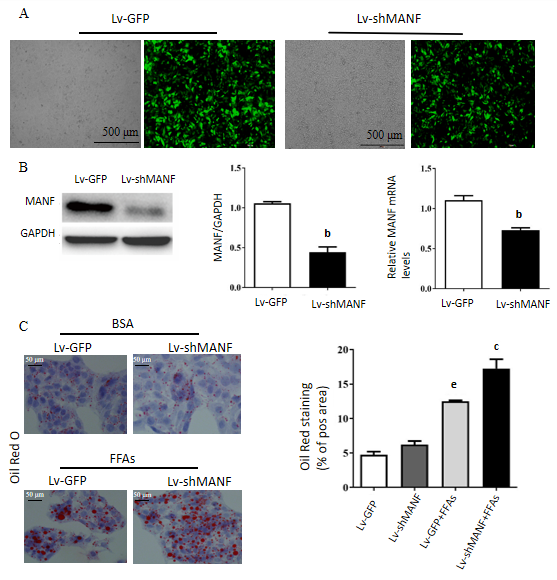 A
Lv-GFP
Lv-shMANF
500 μm
500 μm
B
Lv-GFP
Lv-shMANF
MANF
GAPDH
MANF/GAPDH
1.5
1.0
0.5
0.0
b
Lv-GFP
Lv-shMANF
Relative MANF mRNA
levels
1.5
1.0
0.5
0.0
b
Lv-GFP
Lv-shMANF
C
BSA
Lv-GFP
Lv-shMANF
50 μm
50 μm
Oil Red O
FFAs
Lv-GFP
Lv-shMANF
50 μm
50 μm
Oil Red staining
(% of pos area)
20
15
10
5
0
e
c
Lv-GFP
Lv-shMANF
Lv-GFP+FFAs
Lv-shMANF+FFAs